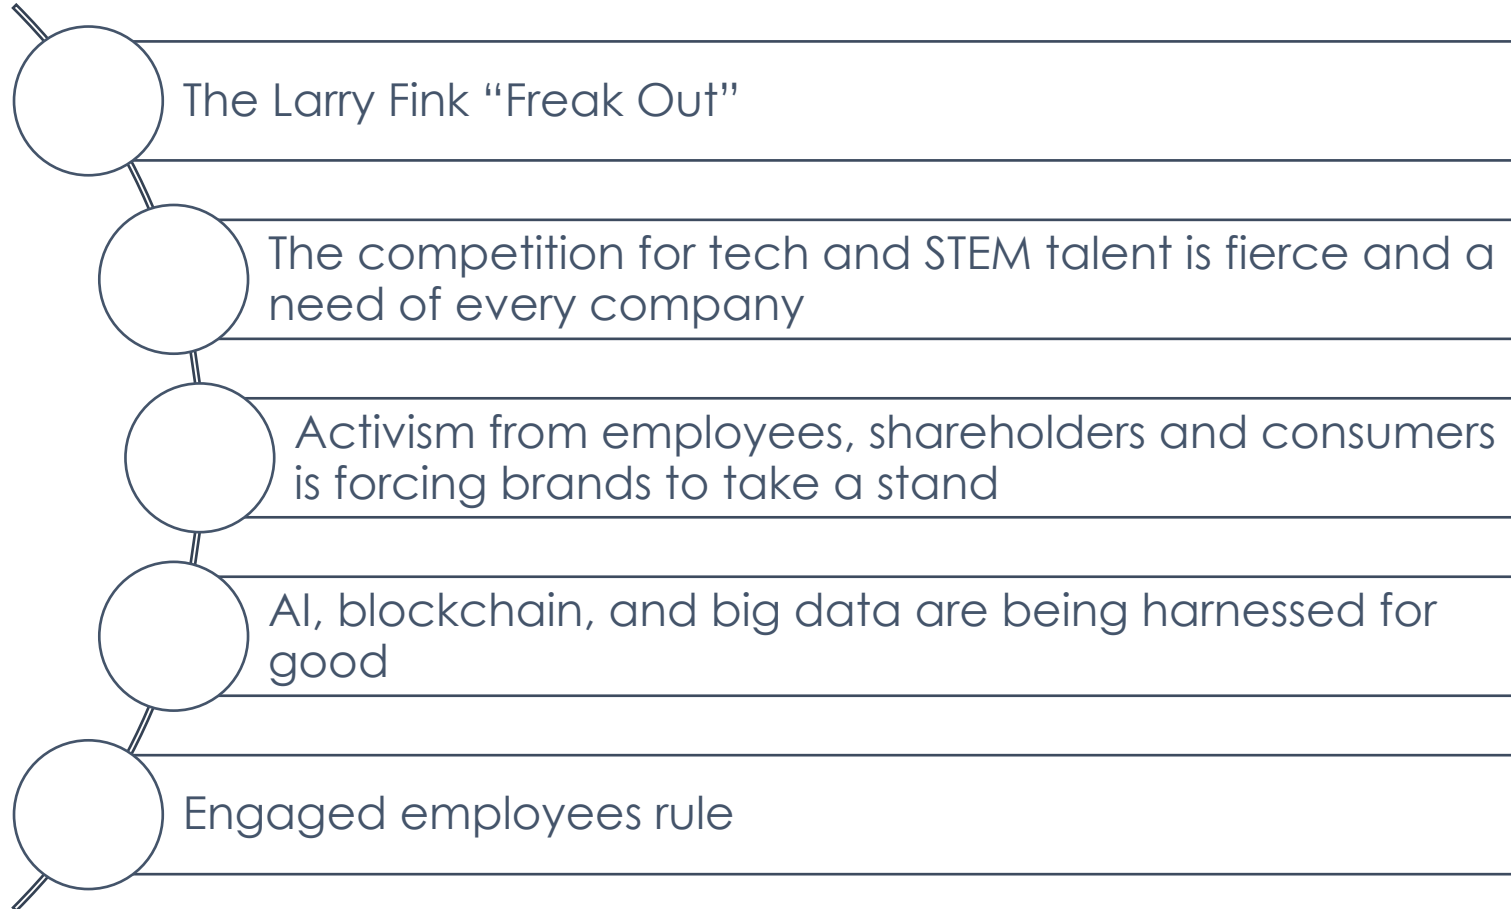 The Larry Fink “Freak Out”
The competition for tech and STEM talent is fierce and a
need of every company
Activism from employees, shareholders and consumers
is forcing brands to take a stand
AI, blockchain, and big data are being harnessed for
good
Engaged employees rule